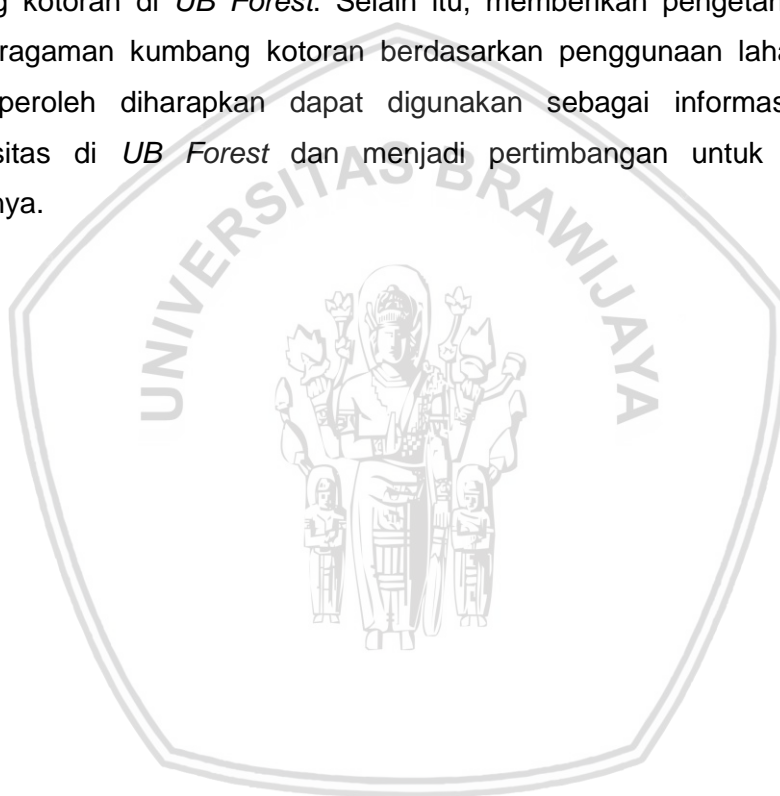 g kotoran di UB Forest. Selain itu, memberikan pengetan
ragaman kumbang kotoran berdasarkan penggunaan laha
peroleh diharapkan dapat digunakan sebagai informas
sitas di UB Forest dan menjadi pertimbangan untuk
nya.
UNIVERSITAS BRAWIJAYA